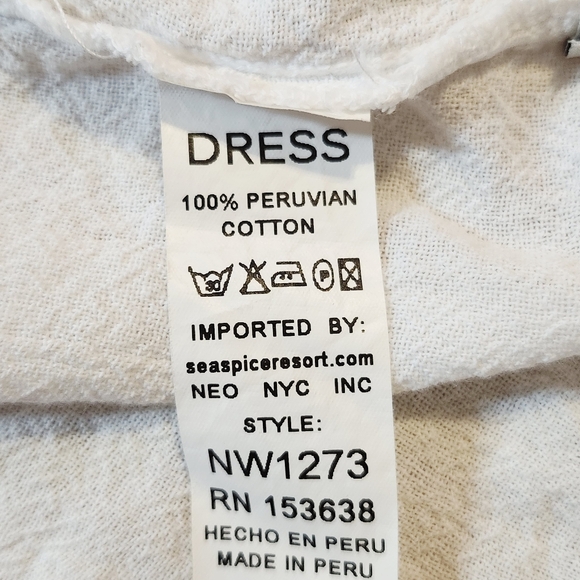 DRESS
100% PERUVIAN
COTTON
30 P
IMPORTED BY:
seaspiceresort.com
NEO NYC INC
STYLE:
NW1273
RN 153638
HECHO EN PERU
MADE IN PERU